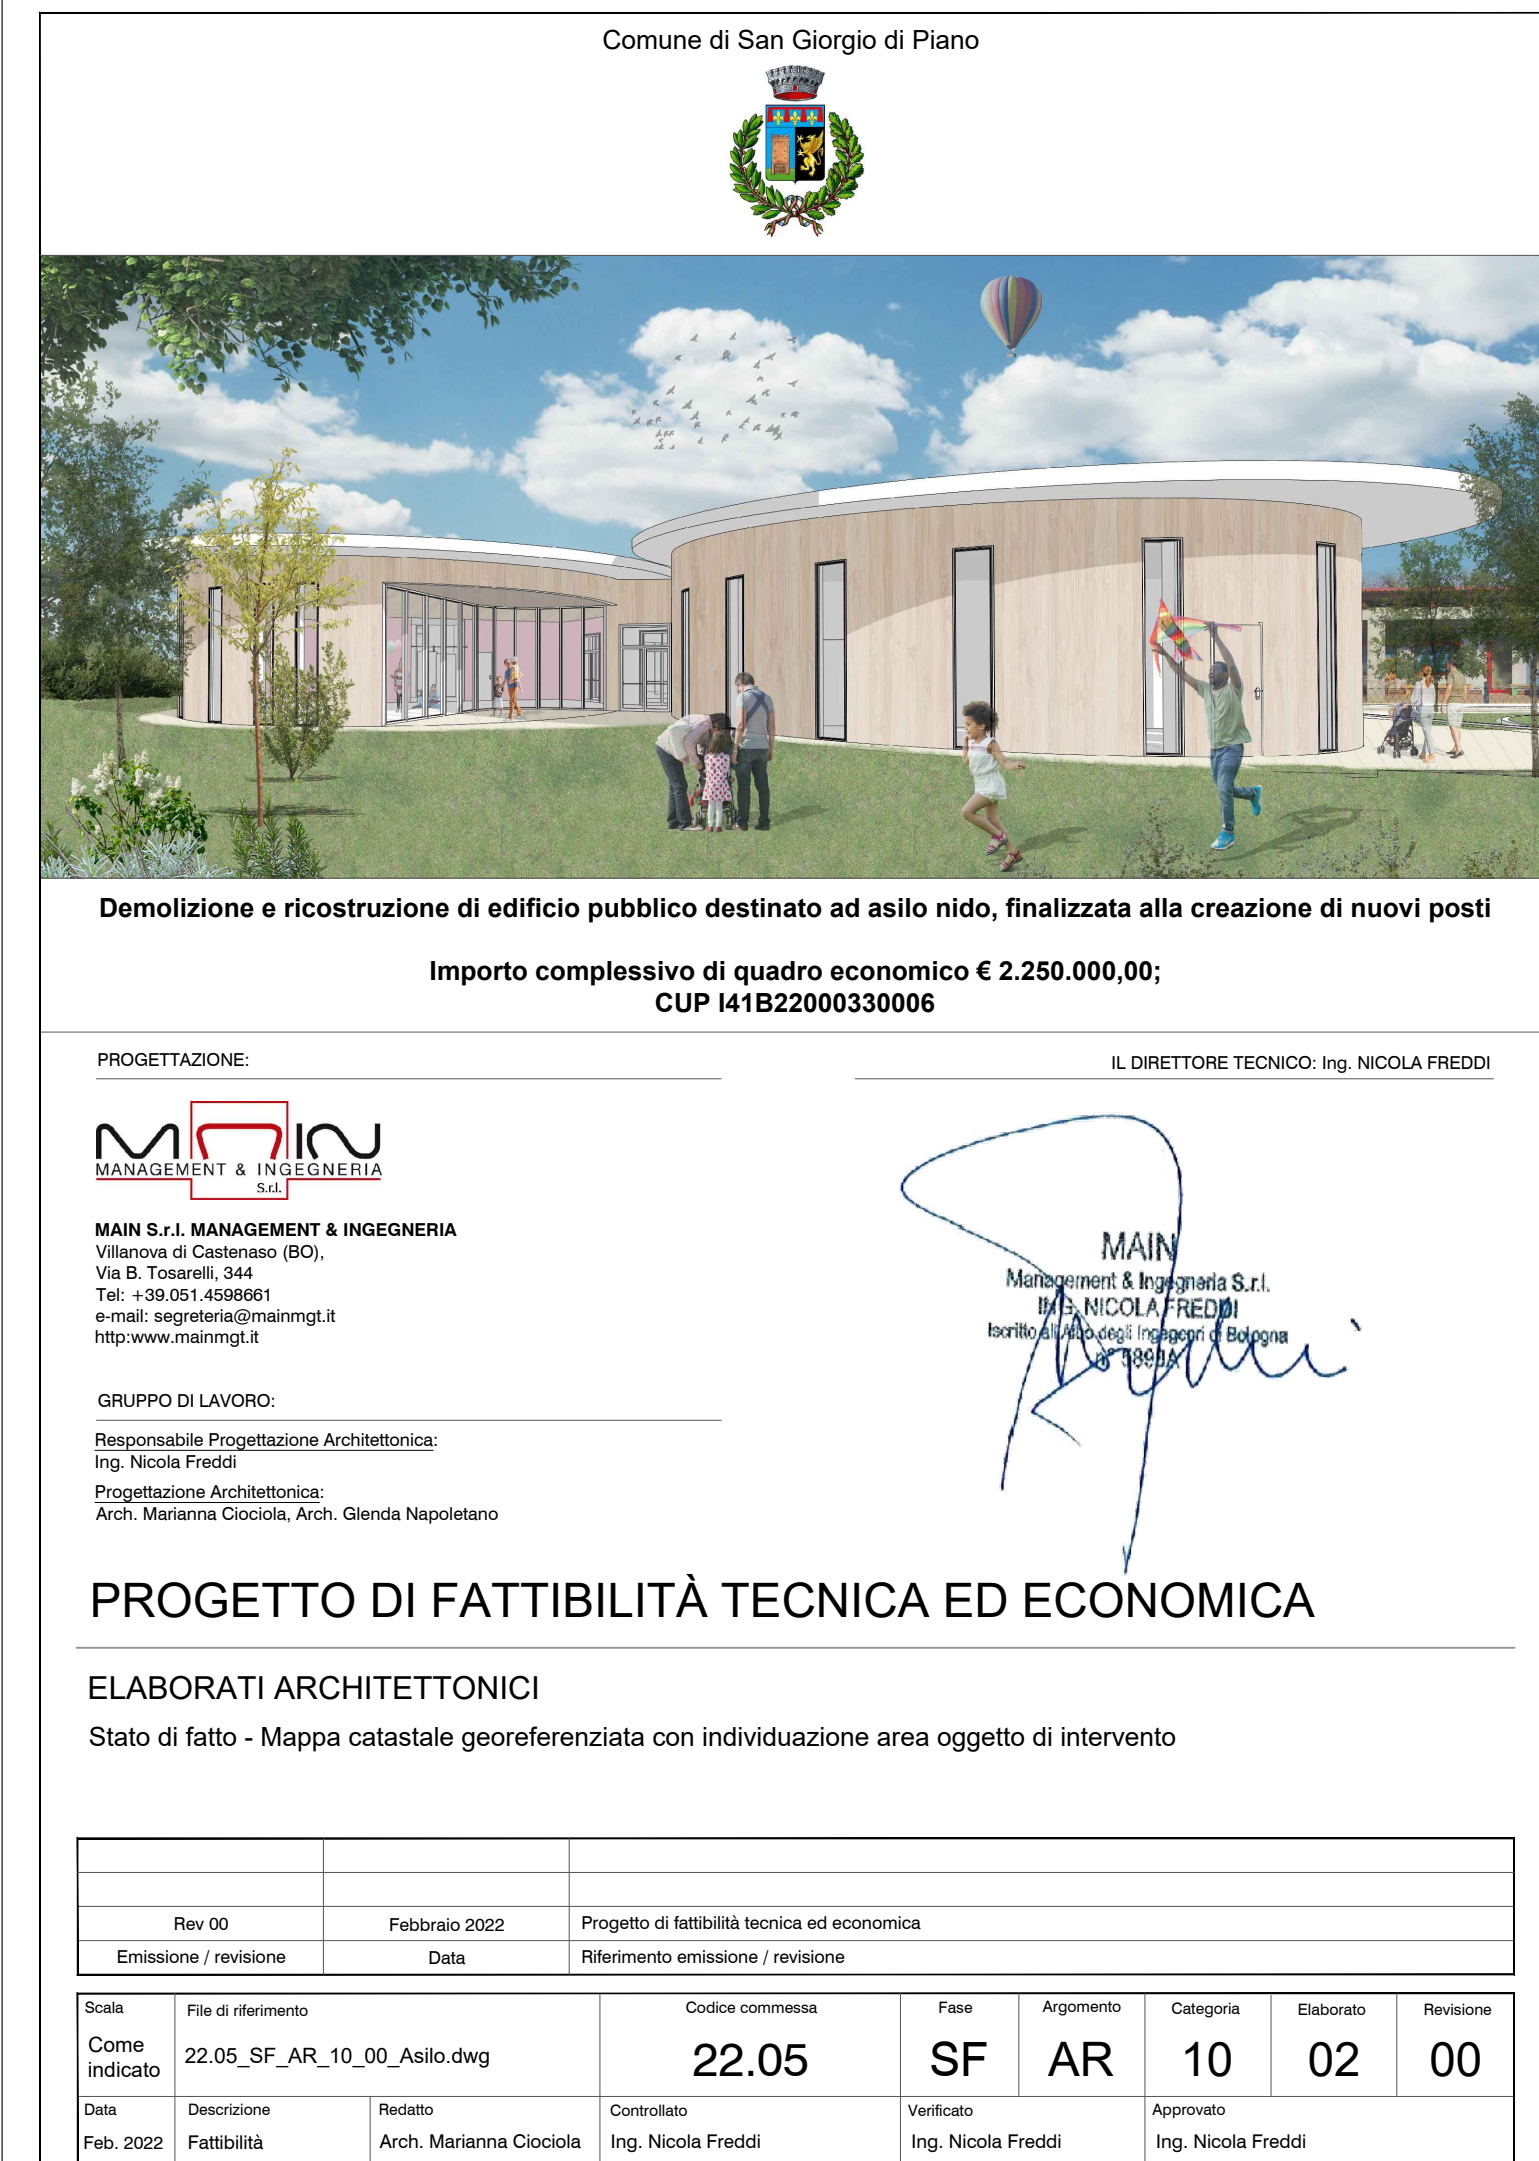 Comune di San Giorgio di Piano
Demolizione e ricostruzione di edificio pubblico destinato ad asilo nido, finalizzata alla creazione di nuovi posti
Importo complessivo di quadro economico € 2.250.000,00;
CUP I41B22000330006
PROGETTAZIONE:
IL DIRETTORE TECNICO: Ing. NICOLA FREDDI
MAIN
MANAGEMENT & INGEGNERIA
S.r.l.
MAIN S.r.l. MANAGEMENT & INGEGNERIA
Villanova di Castenaso (BO),
Via B. Tosarelli, 344
Tel: +39.051.4598661
e-mail: segreteria@mainmgt.it
http:www.mainmgt.it
MAIN
Management & Ingegneria S.r.l.
ING. NICOLA FREDDI
Iscritto all'Albo degli Ingegneri di Bologna
GRUPPO DI LAVORO:
Responsabile Progettazione Architettonica:
Ing. Nicola Freddi
Progettazione Architettonica:
Arch. Marianna Ciociola, Arch. Glenda Napoletano
PROGETTO DI FATTIBILITÀ TECNICA ED ECONOMICA
ELABORATI ARCHITETTONICI
Stato di fatto - Mappa catastale georeferenziata con individuazione area oggetto di intervento
Rev 00 Febbraio 2022 Progetto di fattibilità tecnica ed economica
Emissione / revisione Data Riferimento emissione / revisione
Scala File di riferimento Codice commessa Fase Argomento Categoria Elaborato Revisione
Come
indicato 22.05_SF_AR_10_00_Asilo.dwg 22.05 SF AR 10 02 00
Data Descrizione Redatto Controllato Verificato Approvato
Feb. 2022 Fattibilità Arch. Marianna Ciociola Ing. Nicola Freddi Ing. Nicola Freddi Ing. Nicola Freddi